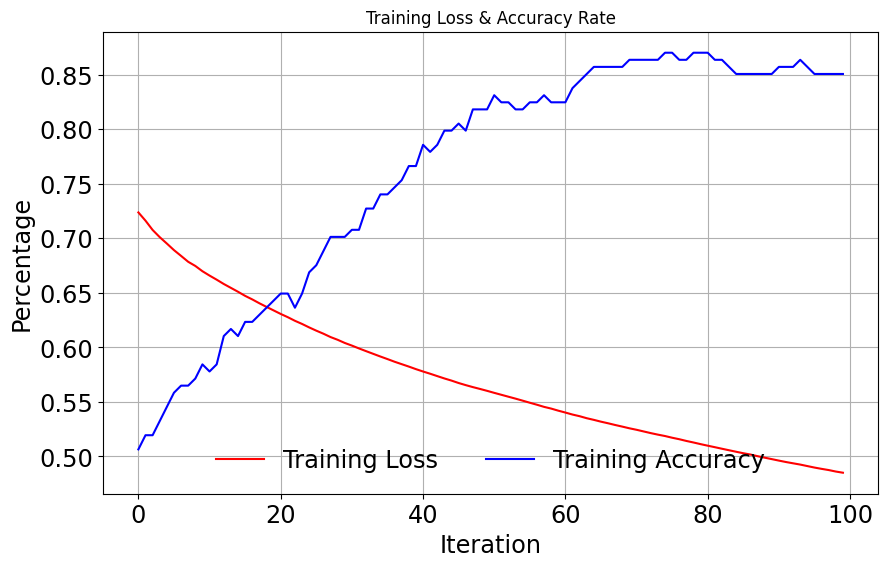 Training Loss & Accuracy Rate
Percentage
0.85
0.80
0.75
0.70
0.65
0.60
0.55
0.50
Training Loss Training Accuracy
0 20 40 60 80 100
Iteration